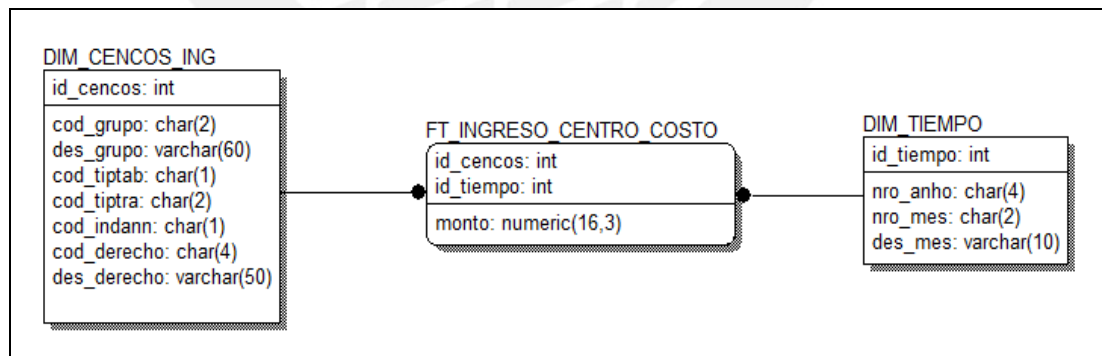 DIM_CENCOS_ING
id_cencos: int
cod_grupo: char(2)
des_grupo: varchar(60)
cod_tiptab: char(1)
cod_tiptra: char(2)
cod_indann: char(1)
cod_derecho: char(4)
des_derecho: varchar(50)
FT_INGRESO_CENTRO_COSTO
id_cencos: int
id_tiempo: int
monto: numeric(16,3)
DIM_TIEMPO
id_tiempo: int
nro_anho: char(4)
nro_mes: char(2)
des_mes: varchar(10)